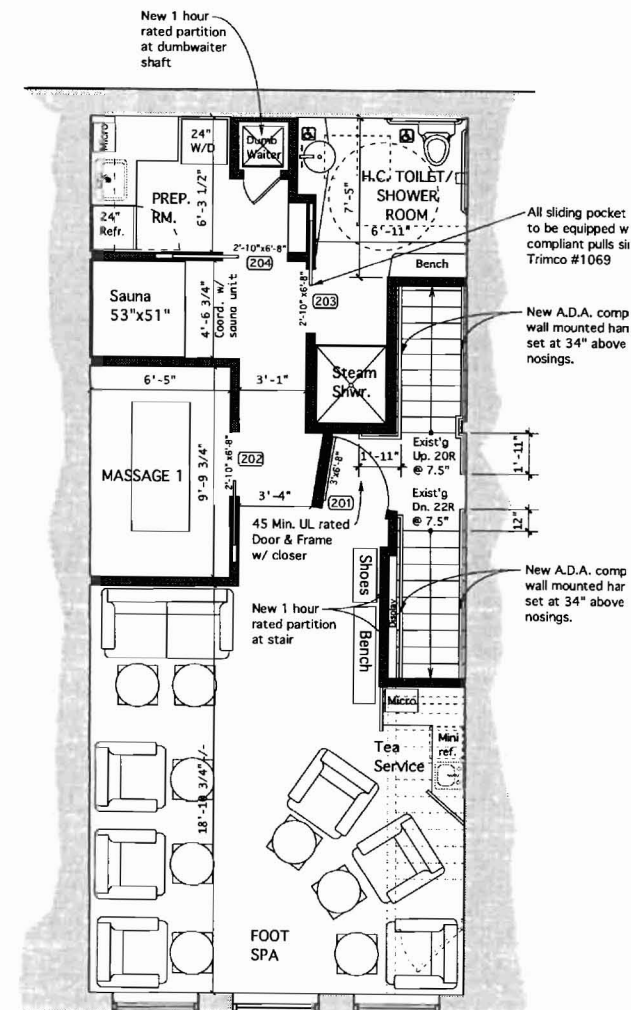 New 1 hour
rated partition
at dumbwaiter
shaft
Micro
24"
W/D
Dumb
Waiter
PREP.
RM.
6'-3 1/2"
24"
Refr.
H.C. TOILET/
SHOWER
ROOM
7'-5"
6'-11"
Bench
All sliding pocket
to be equipped w
compliant pulls sin
Trimco #1069
2'-10"x6'-8"
204
2'-10"x6'-8"
203
Sauna
53"x51"
4'-6 3/4"
Coord. w/
sauna unit
New A.D.A. comp
wall mounted han
set at 34" above
nosings.
Steam
Shwr.
6'-5"
3'-1"
MASSAGE 1
9'-9 3/4"
2'-10"x6'-8"
202
3'-4"
3'x6'-8"
201
1'-11"
Exist'g
Up. 20R
@ 7.5"
Exist'g
Dn. 22R
@ 7.5"
1'-11"
12"
45 Min. UL rated
Door & Frame
w/ closer
New 1 hour
rated partition
at stair
Shoes
Bench
Display
New A.D.A. comp
wall mounted har
set at 34" above
nosings.
Micro
Tea
Service
Mini
ref.
18'-10 3/4" +/-
FOOT
SPA